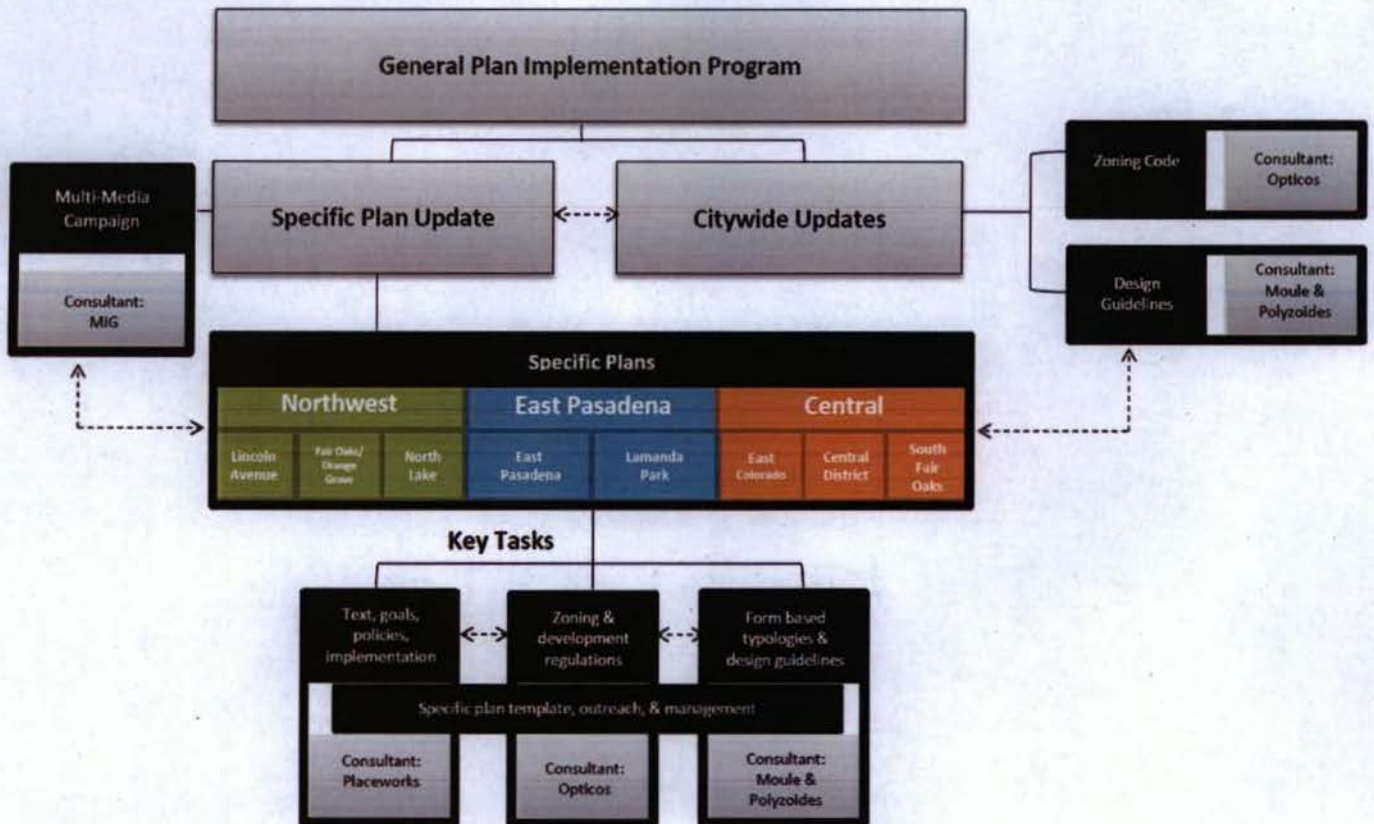 General Plan Implementation Program
Multi-Media
Campaign
Consultant:
MIG
Specific Plan Update
Citywide Updates
Zoning Code
Consultant:
Opticos
Design
Guidelines
Consultant:
Moule &
Polyzoides
Specific Plans
Northwest
East Pasadena
Central
Lincoln
Avenue
Fair Oaks/
Orange
Grove
North
Lake
East
Pasadena
Lamanda
Park
East
Colorado
Central
District
South
Fair
Oaks
Key Tasks
Text, goals,
policies,
implementation
Zoning &
development
regulations
Form based
typologies &
design guidelines
Specific plan template, outreach, & management
Consultant:
Placeworks
Consultant:
Opticos
Consultant:
Moule &
Polyzoides